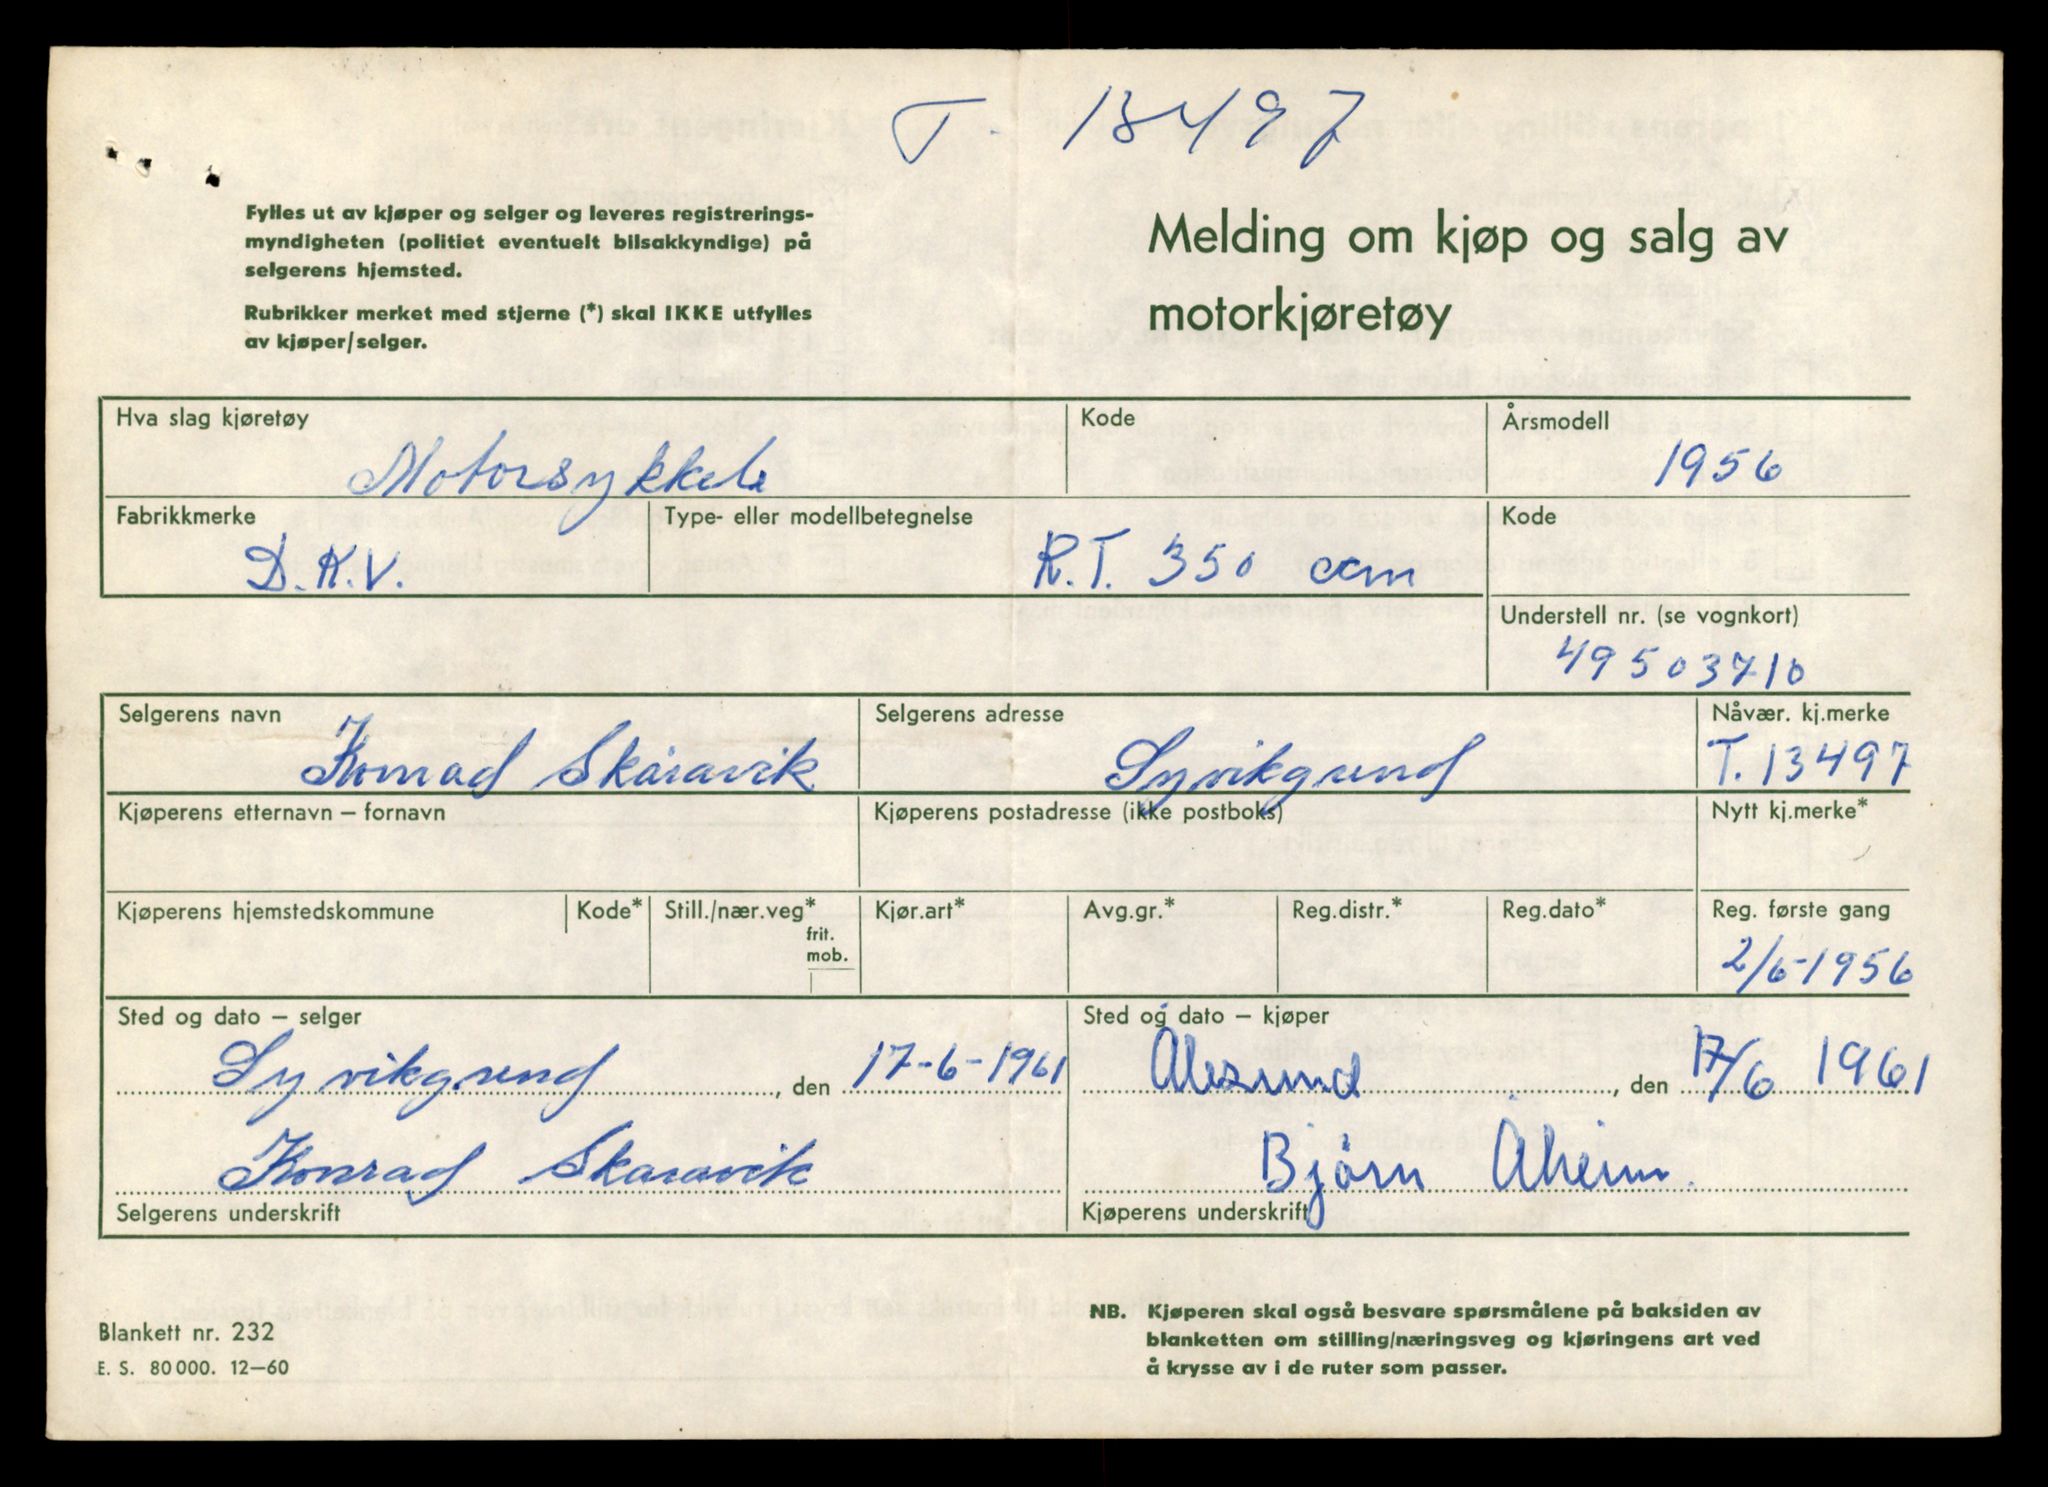 T. 13497
Fylles ut av kjøper og selger og leveres registrerings-
myndigheten (politiet eventuelt bilsakkyndige) på
selgerens hjemsted.
Rubrikker merket med stjerne (*) skal IKKE utfylles
av kjøper/selger.
Melding om kjøp og salg av
motorkjøretøy
Hva slag kjøretøy
Motorsykkel
Kode
Årsmodell
1956
Fabrikkmerke
D.K.V.
Type- eller modellbetegnelse
R.T. 350 ccm
Kode
Understell nr. (se vognkort)
49503710
Selgerens navn
Konrad Skaravik
Selgerens adresse
Syvikgrend
Nåvær. kj.merke
T.13497
Kjøperens etternavn – fornavn
Kjøperens postadresse (ikke postboks)
Nytt kj.merke*
Kjøperens hjemstedskommune
Kode*
Still./nær.veg*
frit.
mob.
Kjør.art*
Avg.gr.*
Reg.distr.*
Reg.dato*
Reg. første gang
2/6-1956
Sted og dato – selger
Syvikgrend, den 17-6-1961
Konrad Skaravik
Selgerens underskrift
Sted og dato – kjøper
Ålesund, den 17/6 1961
Bjørn Åheim.
Kjøperens underskrift
Blankett nr. 232
E. S. 80 000. 12–60
NB. Kjøperen skal også besvare spørsmålene på baksiden av
blanketten om stilling/næringsveg og kjøringens art ved
å krysse av i de ruter som passer.